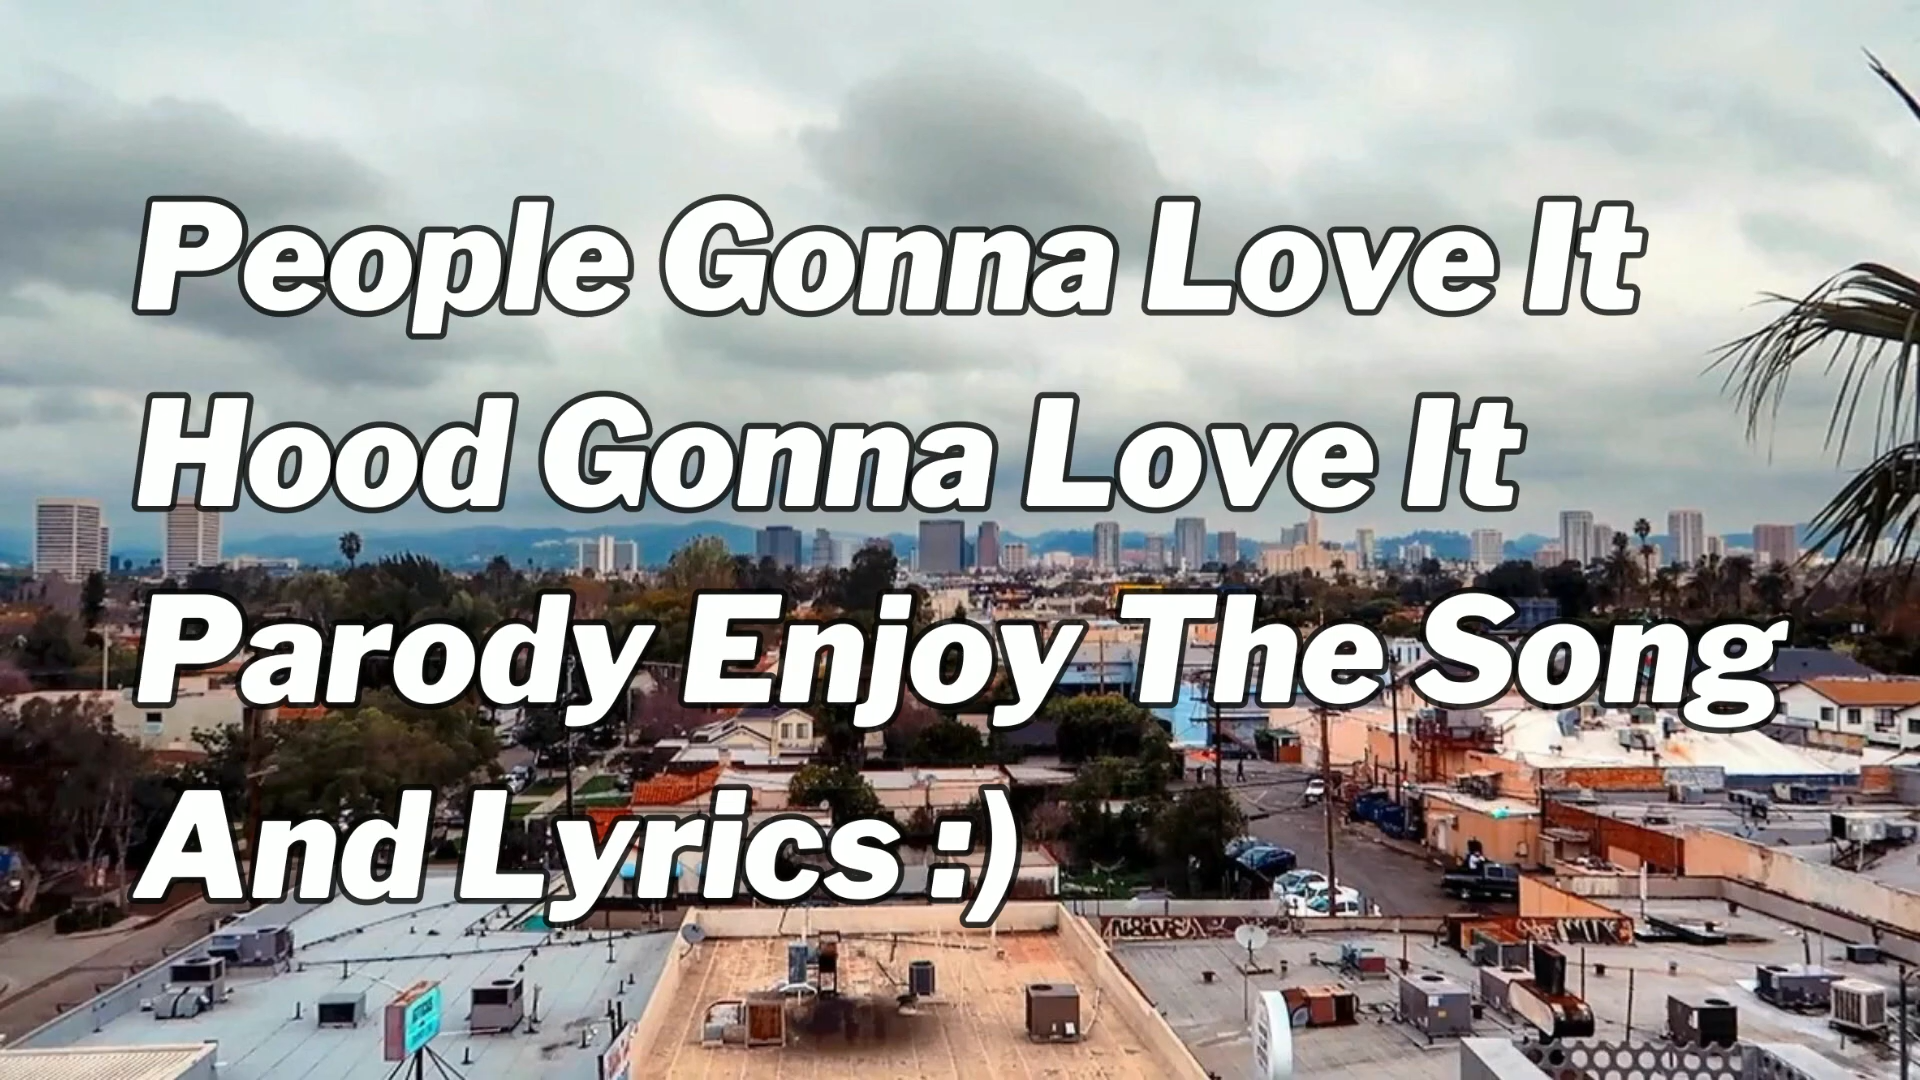 People Gonna Love It
Hood Gonna Love It
Parody Enjoy The Song
And Lyrics :)